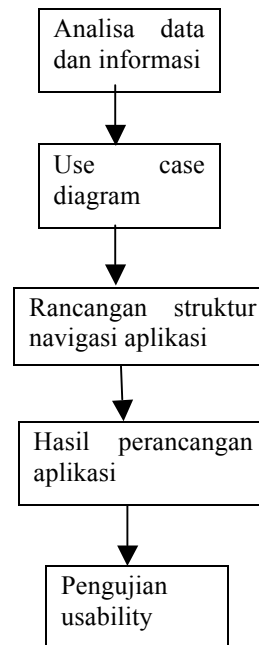 Analisa data
dan informasi
Use case
diagram
Rancangan struktur
navigasi aplikasi
Hasil perancangan
aplikasi
Pengujian
usability